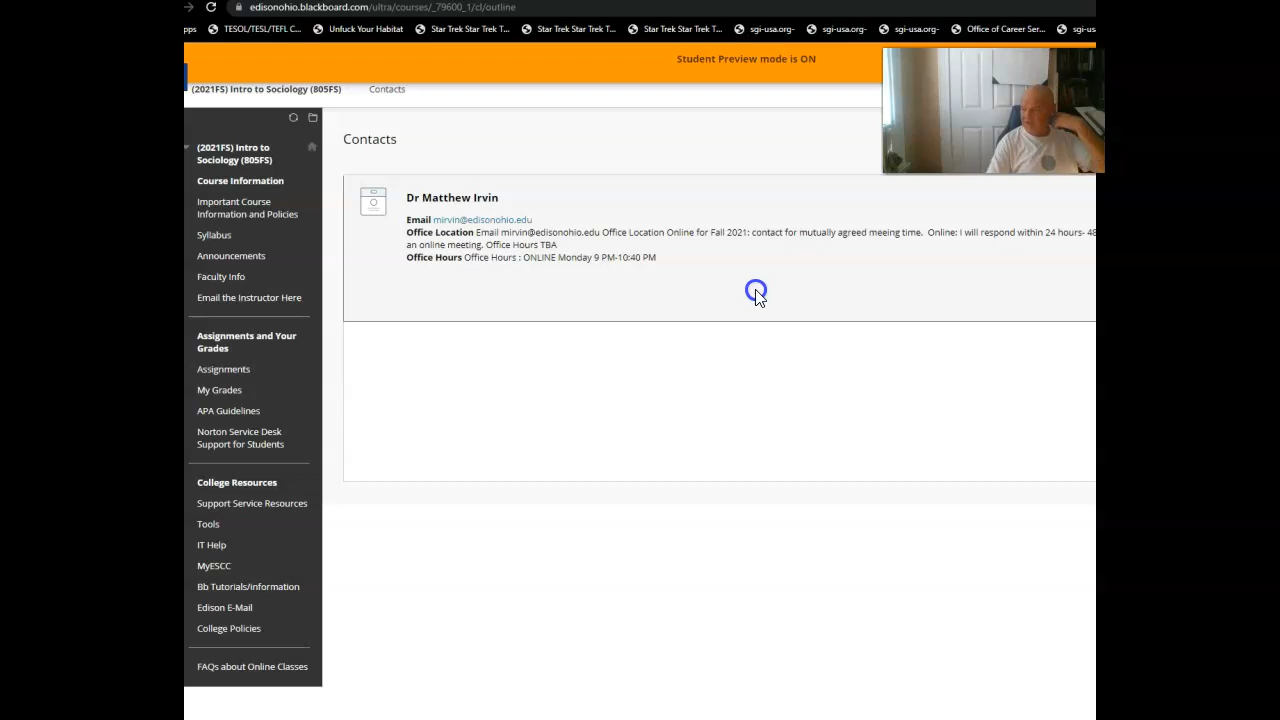 edisonohio.blackboard.com/ultra/courses/_79600_1/cl/outline
pps TESOL/TESL/TEFL C... Unfuck Your Habitat Star Trek Star Trek T... Star Trek Star Trek T... Star Trek Star Trek T... sgi-usa.org- sgi-usa.org- sgi-usa.org- Office of Career Ser... sgi-us
Student Preview mode is ON
(2021FS) Intro to Sociology (805FS) Contacts
Contacts
(2021FS) Intro to
Sociology (805FS)
Course Information
Important Course
Information and Policies
Syllabus
Announcements
Faculty Info
Email the Instructor Here
Assignments and Your
Grades
Assignments
My Grades
APA Guidelines
Norton Service Desk
Support for Students
College Resources
Support Service Resources
Tools
IT Help
MyESCC
Bb Tutorials/information
Edison E-Mail
College Policies
FAQs about Online Classes
Dr Matthew Irvin
Email mirvin@edisonohio.edu
Office Location Email mirvin@edisonohio.edu Office Location Online for Fall 2021: contact for mutually agreed meeing time. Online: I will respond within 24 hours- 48
an online meeting. Office Hours TBA
Office Hours Office Hours : ONLINE Monday 9 PM-10:40 PM